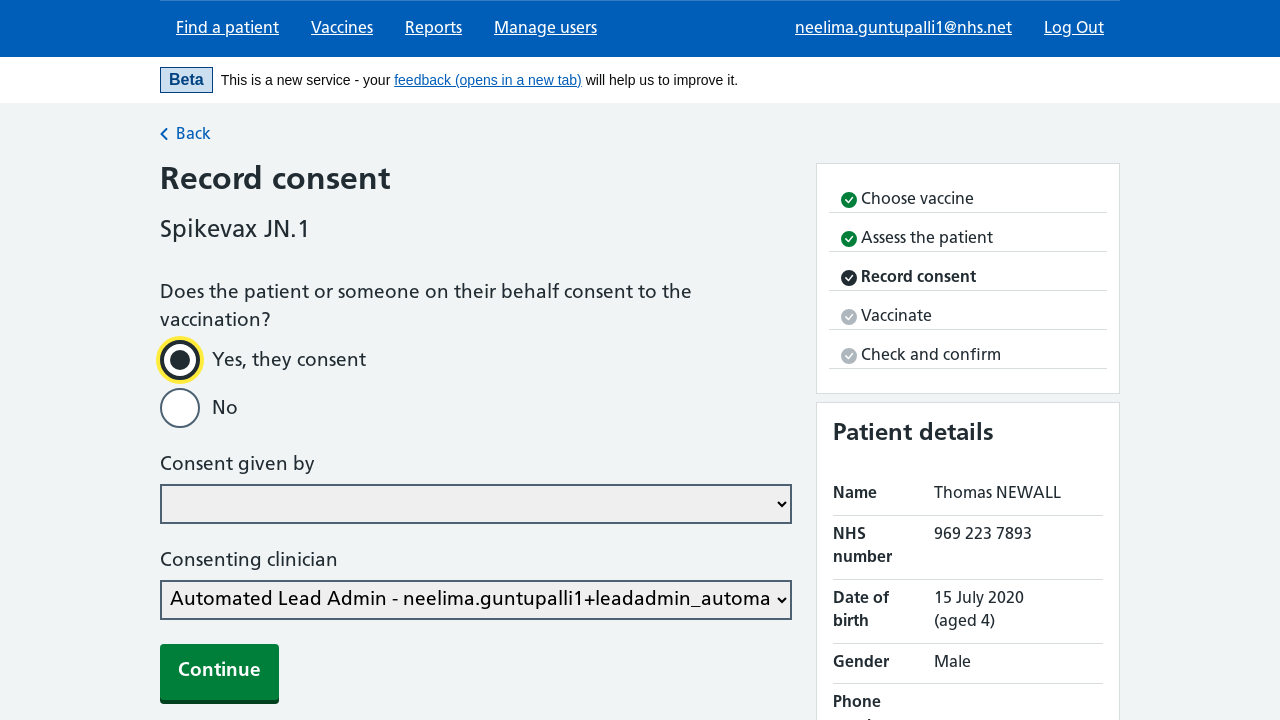 Find a patient
Vaccines
Reports
Manage users
neelima.guntupalli1@nhs.net
Log Out
Beta
This is a new service - your feedback (opens in a new tab) will help us to improve it.
Back
Record consent
Spikevax JN.1
Does the patient or someone on their behalf consent to the
vaccination?
Yes, they consent
No
Consent given by
Consenting clinician
Automated Lead Admin - neelima.guntupalli1+leadadmin_automa
Continue
Choose vaccine
Assess the patient
Record consent
Vaccinate
Check and confirm
Patient details
Name
Thomas NEWALL
NHS
number
969 223 7893
Date of
birth
15 July 2020
(aged 4)
Gender
Male
Phone